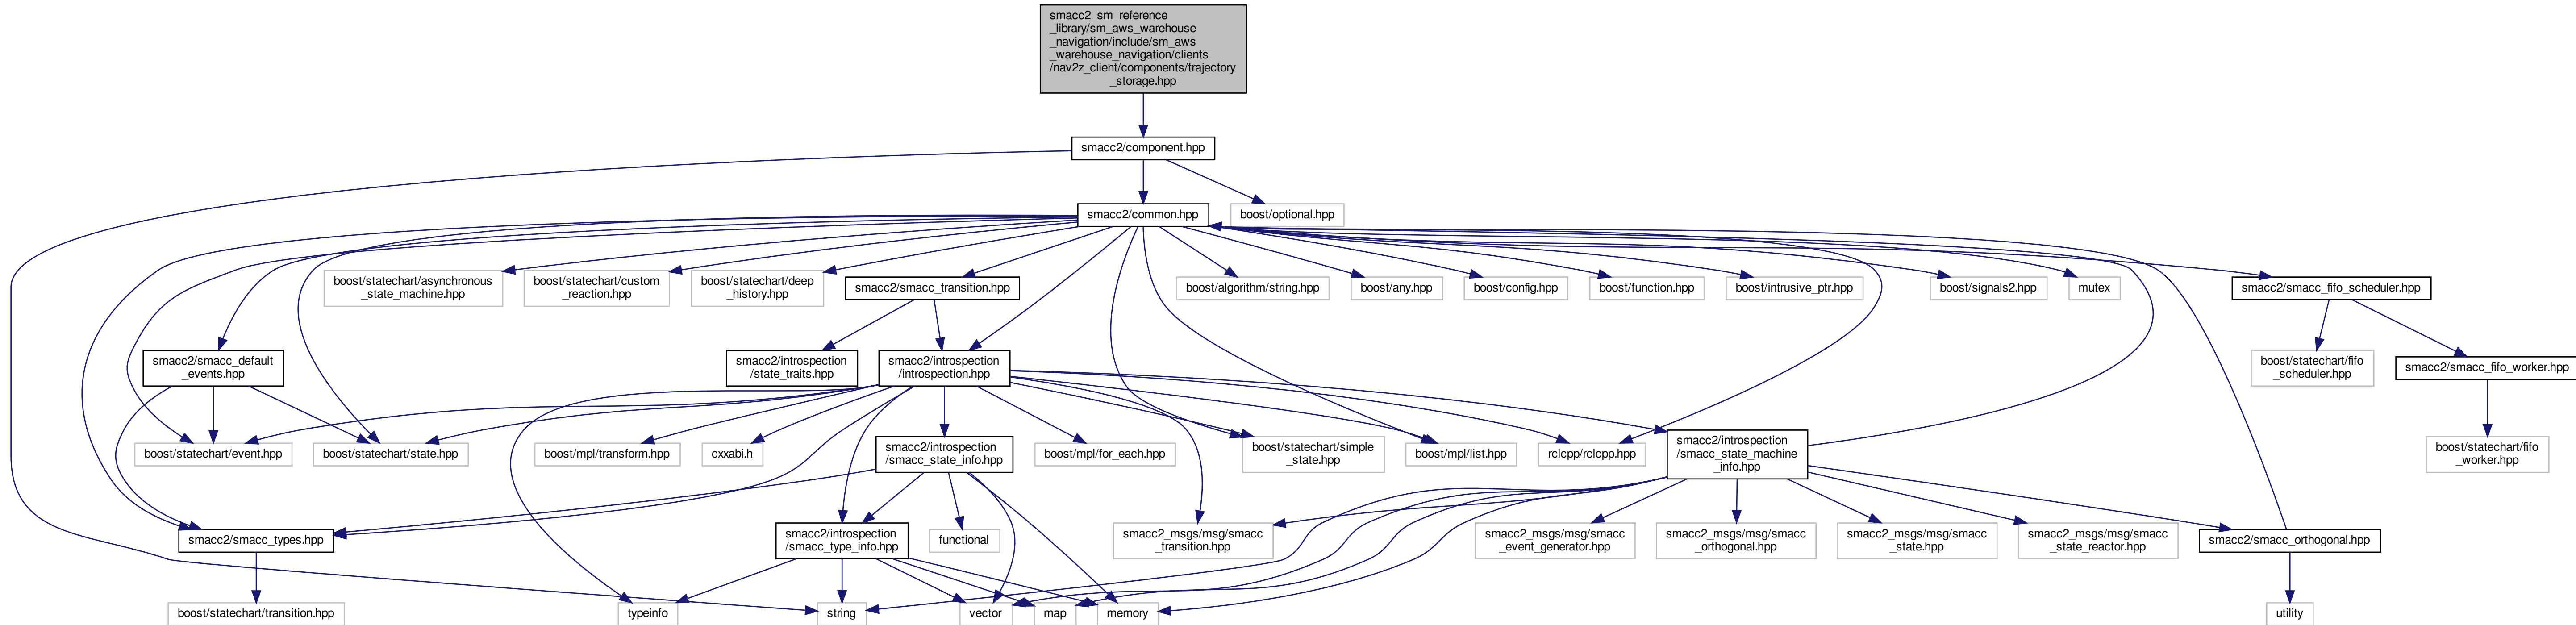 smacc2_sm_reference
_library/sm_aws_warehouse
_navigation/include/sm_aws
_warehouse_navigation/clients
/nav2z_client/components/trajectory
_storage.hpp
smacc2/component.hpp
smacc2/common.hpp
boost/optional.hpp
boost/statechart/asynchronous
_state_machine.hpp
boost/statechart/custom
_reaction.hpp
boost/statechart/deep
_history.hpp
smacc2/smacc_transition.hpp
boost/algorithm/string.hpp
boost/any.hpp
boost/config.hpp
boost/function.hpp
boost/intrusive_ptr.hpp
boost/signals2.hpp
mutex
smacc2/smacc_fifo_scheduler.hpp
smacc2/smacc_default
_events.hpp
smacc2/introspection
/state_traits.hpp
smacc2/introspection
/introspection.hpp
boost/statechart/fifo
_scheduler.hpp
smacc2/smacc_fifo_worker.hpp
boost/statechart/event.hpp
boost/statechart/state.hpp
boost/mpl/transform.hpp
cxxabi.h
smacc2/introspection
/smacc_state_info.hpp
boost/mpl/for_each.hpp
boost/statechart/simple
_state.hpp
boost/mpl/list.hpp
rclcpp/rclcpp.hpp
smacc2/introspection
/smacc_state_machine
_info.hpp
boost/statechart/fifo
_worker.hpp
smacc2/smacc_types.hpp
smacc2/introspection
/smacc_type_info.hpp
functional
smacc2_msgs/msg/smacc
_transition.hpp
smacc2_msgs/msg/smacc
_event_generator.hpp
smacc2_msgs/msg/smacc
_orthogonal.hpp
smacc2_msgs/msg/smacc
_state.hpp
smacc2_msgs/msg/smacc
_state_reactor.hpp
smacc2/smacc_orthogonal.hpp
boost/statechart/transition.hpp
typeinfo
string
vector
map
memory
utility